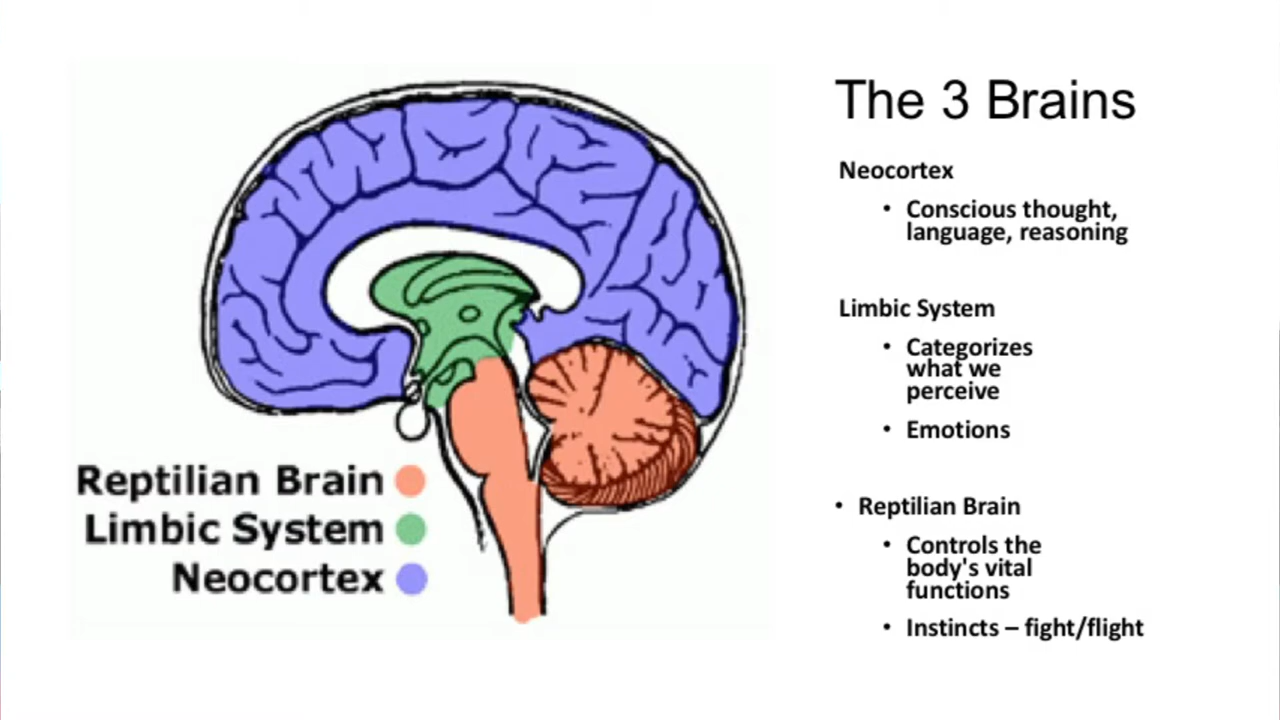 The 3 Brains
Neocortex
• Conscious thought,
language, reasoning
Limbic System
• Categorizes
what we
perceive
• Emotions
• Reptilian Brain
• Controls the
body's vital
functions
• Instincts – fight/flight
Reptilian Brain
Limbic System
Neocortex